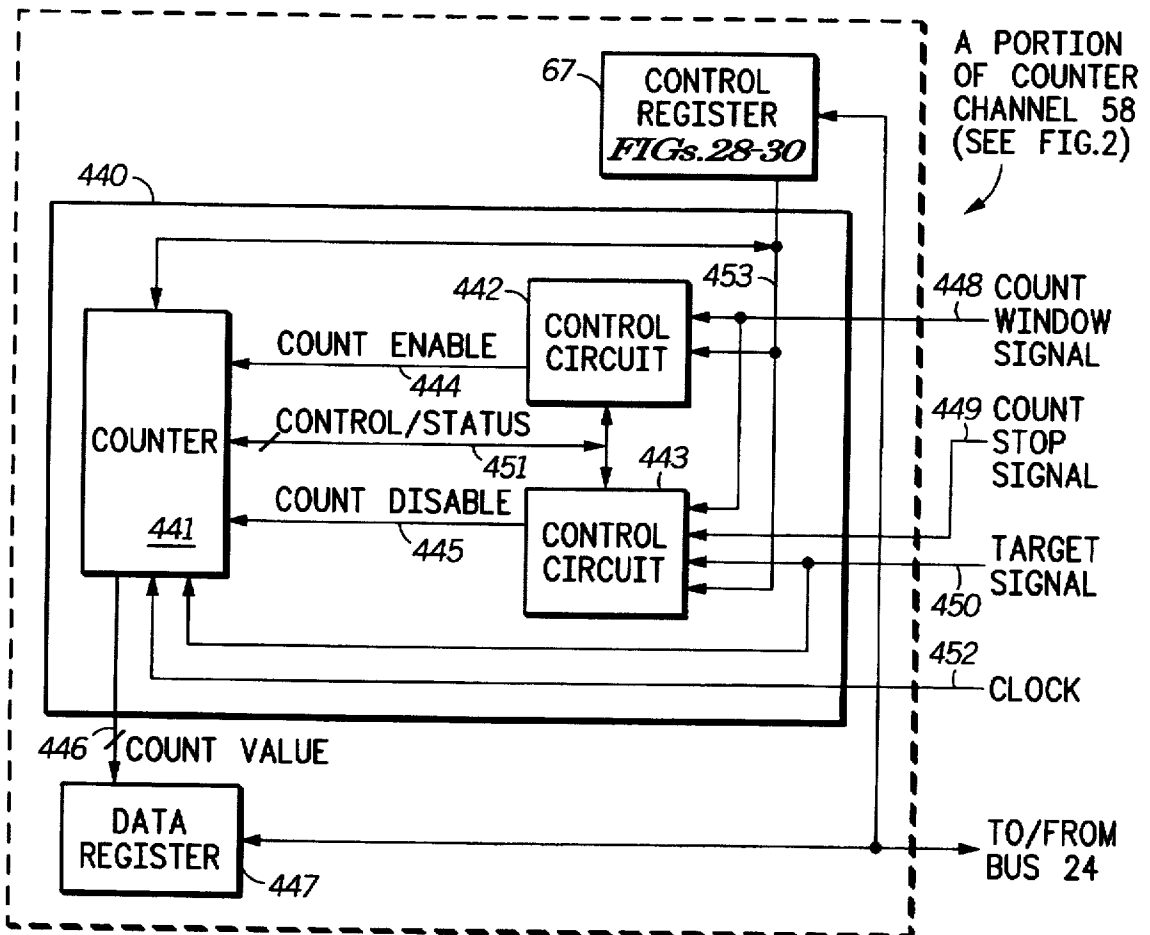 A PORTION
OF COUNTER
CHANNEL 58
(SEE FIG.2)
67
CONTROL
REGISTER
FIGs.28-30
440
453
442
CONTROL
CIRCUIT
448
COUNT
WINDOW
SIGNAL
COUNT ENABLE
444
COUNTER
441
CONTROL/STATUS
451
449
COUNT
STOP
SIGNAL
443
CONTROL
CIRCUIT
COUNT DISABLE
445
TARGET
SIGNAL
450
452
CLOCK
446
COUNT VALUE
DATA
REGISTER
447
TO/FROM
BUS 24